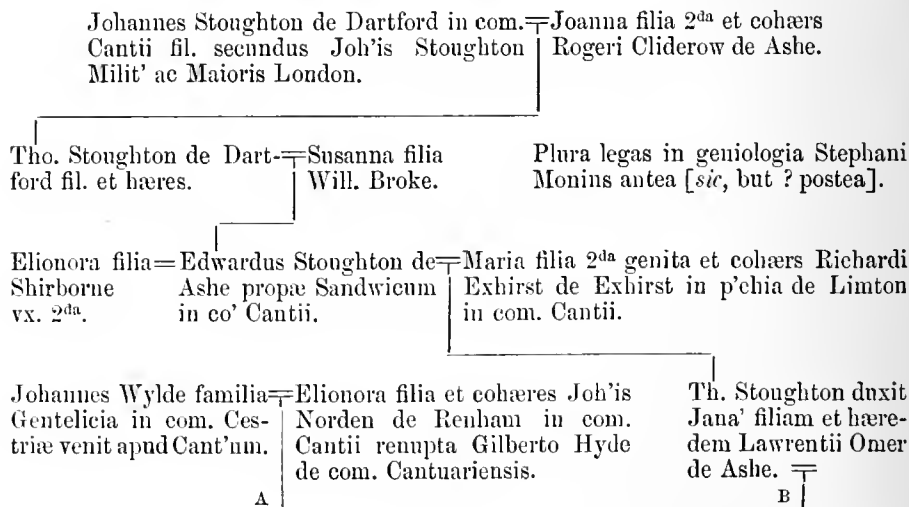 Johannes Stoughton de Dartford in com.
Cantii fil. secundus Joh'is Stoughton
Milit' ac Maioris London.
Joanna filia 2da et cohærs
Rogeri Cliderow de Ashe.
Tho. Stoughton de Dart-
ford fil. et hæres.
Susanna filia
Will. Broke.
Plura legas in geniologia Stephani
Monins antea [sic, but ? postea].
Elionora filia
Shirborne
vx. 2da.
Edwardus Stoughton de
Ashe propæ Sandwicum
in co' Cantii.
Maria filia 2da genita et cohærs Richardi
Exhirst de Exhirst in p'chia de Limton
in com. Cantii.
Johannes Wylde familia
Gentelicia in com. Ces-
triæ venit apud Cant'um.
Elionora filia et cohæres Joh'is
Norden de Renham in com.
Cantii renupta Gilberto Hyde
de com. Cantuariensis.
Th. Stoughton duxit
Jana' filiam et hære-
dem Lawrentii Omer
de Ashe.
A
B